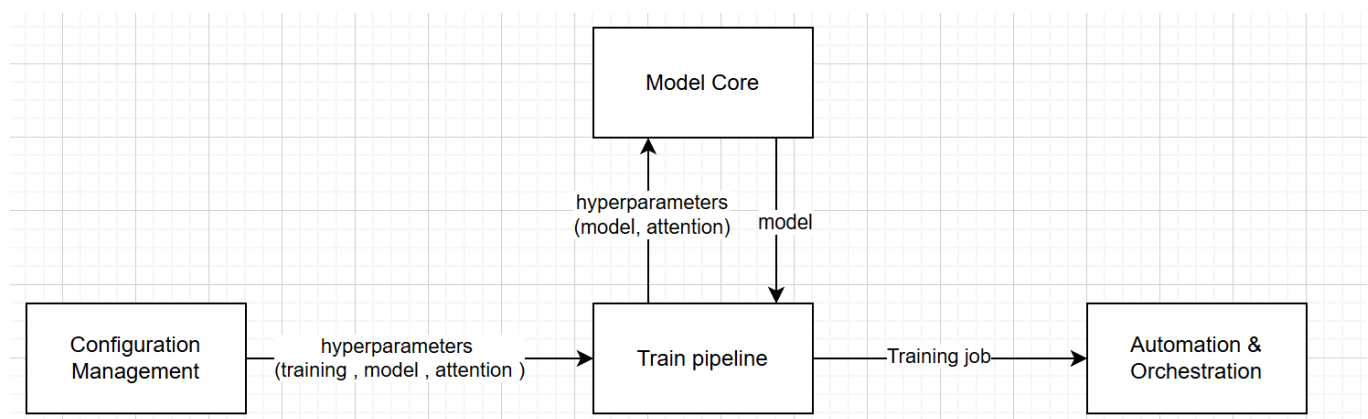 Model Core
hyperparameters
(model, attention)
model
Configuration
Management
hyperparameters
(training , model , attention )
Train pipeline
Training job
Automation &
Orchestration